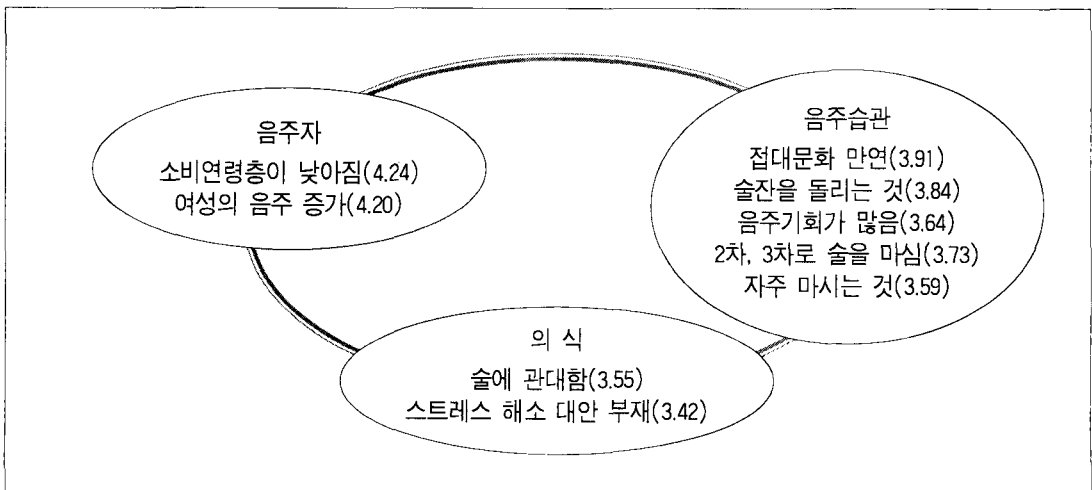 음주자
소비연령층이 낮아짐(4.24)
여성의 음주 증가(4.20)
음주습관
접대문화 만연(3.91)
술잔을 돌리는 것(3.84)
음주기회가 많음(3.64)
2차, 3차로 술을 마심(3.73)
자주 마시는 것(3.59)
의 식
술에 관대함(3.55)
스트레스 해소 대안 부재(3.42)